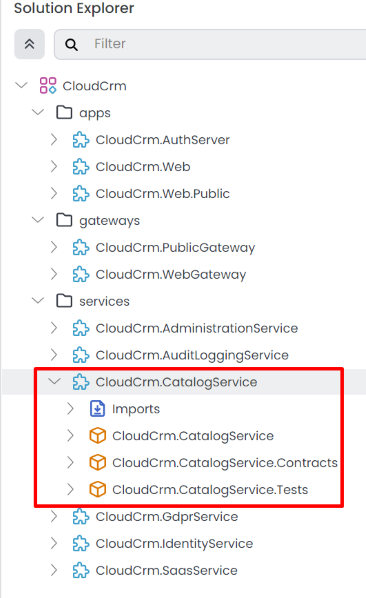 Solution Explorer
Filter
CloudCrm
apps
CloudCrm.AuthServer
CloudCrm.Web
CloudCrm.Web.Public
gateways
CloudCrm.PublicGateway
CloudCrm.WebGateway
services
CloudCrm.AdministrationService
CloudCrm.AuditLoggingService
CloudCrm.CatalogService
Imports
CloudCrm.CatalogService
CloudCrm.CatalogService.Contracts
CloudCrm.CatalogService.Tests
CloudCrm.GdprService
CloudCrm.IdentityService
CloudCrm.SaasService